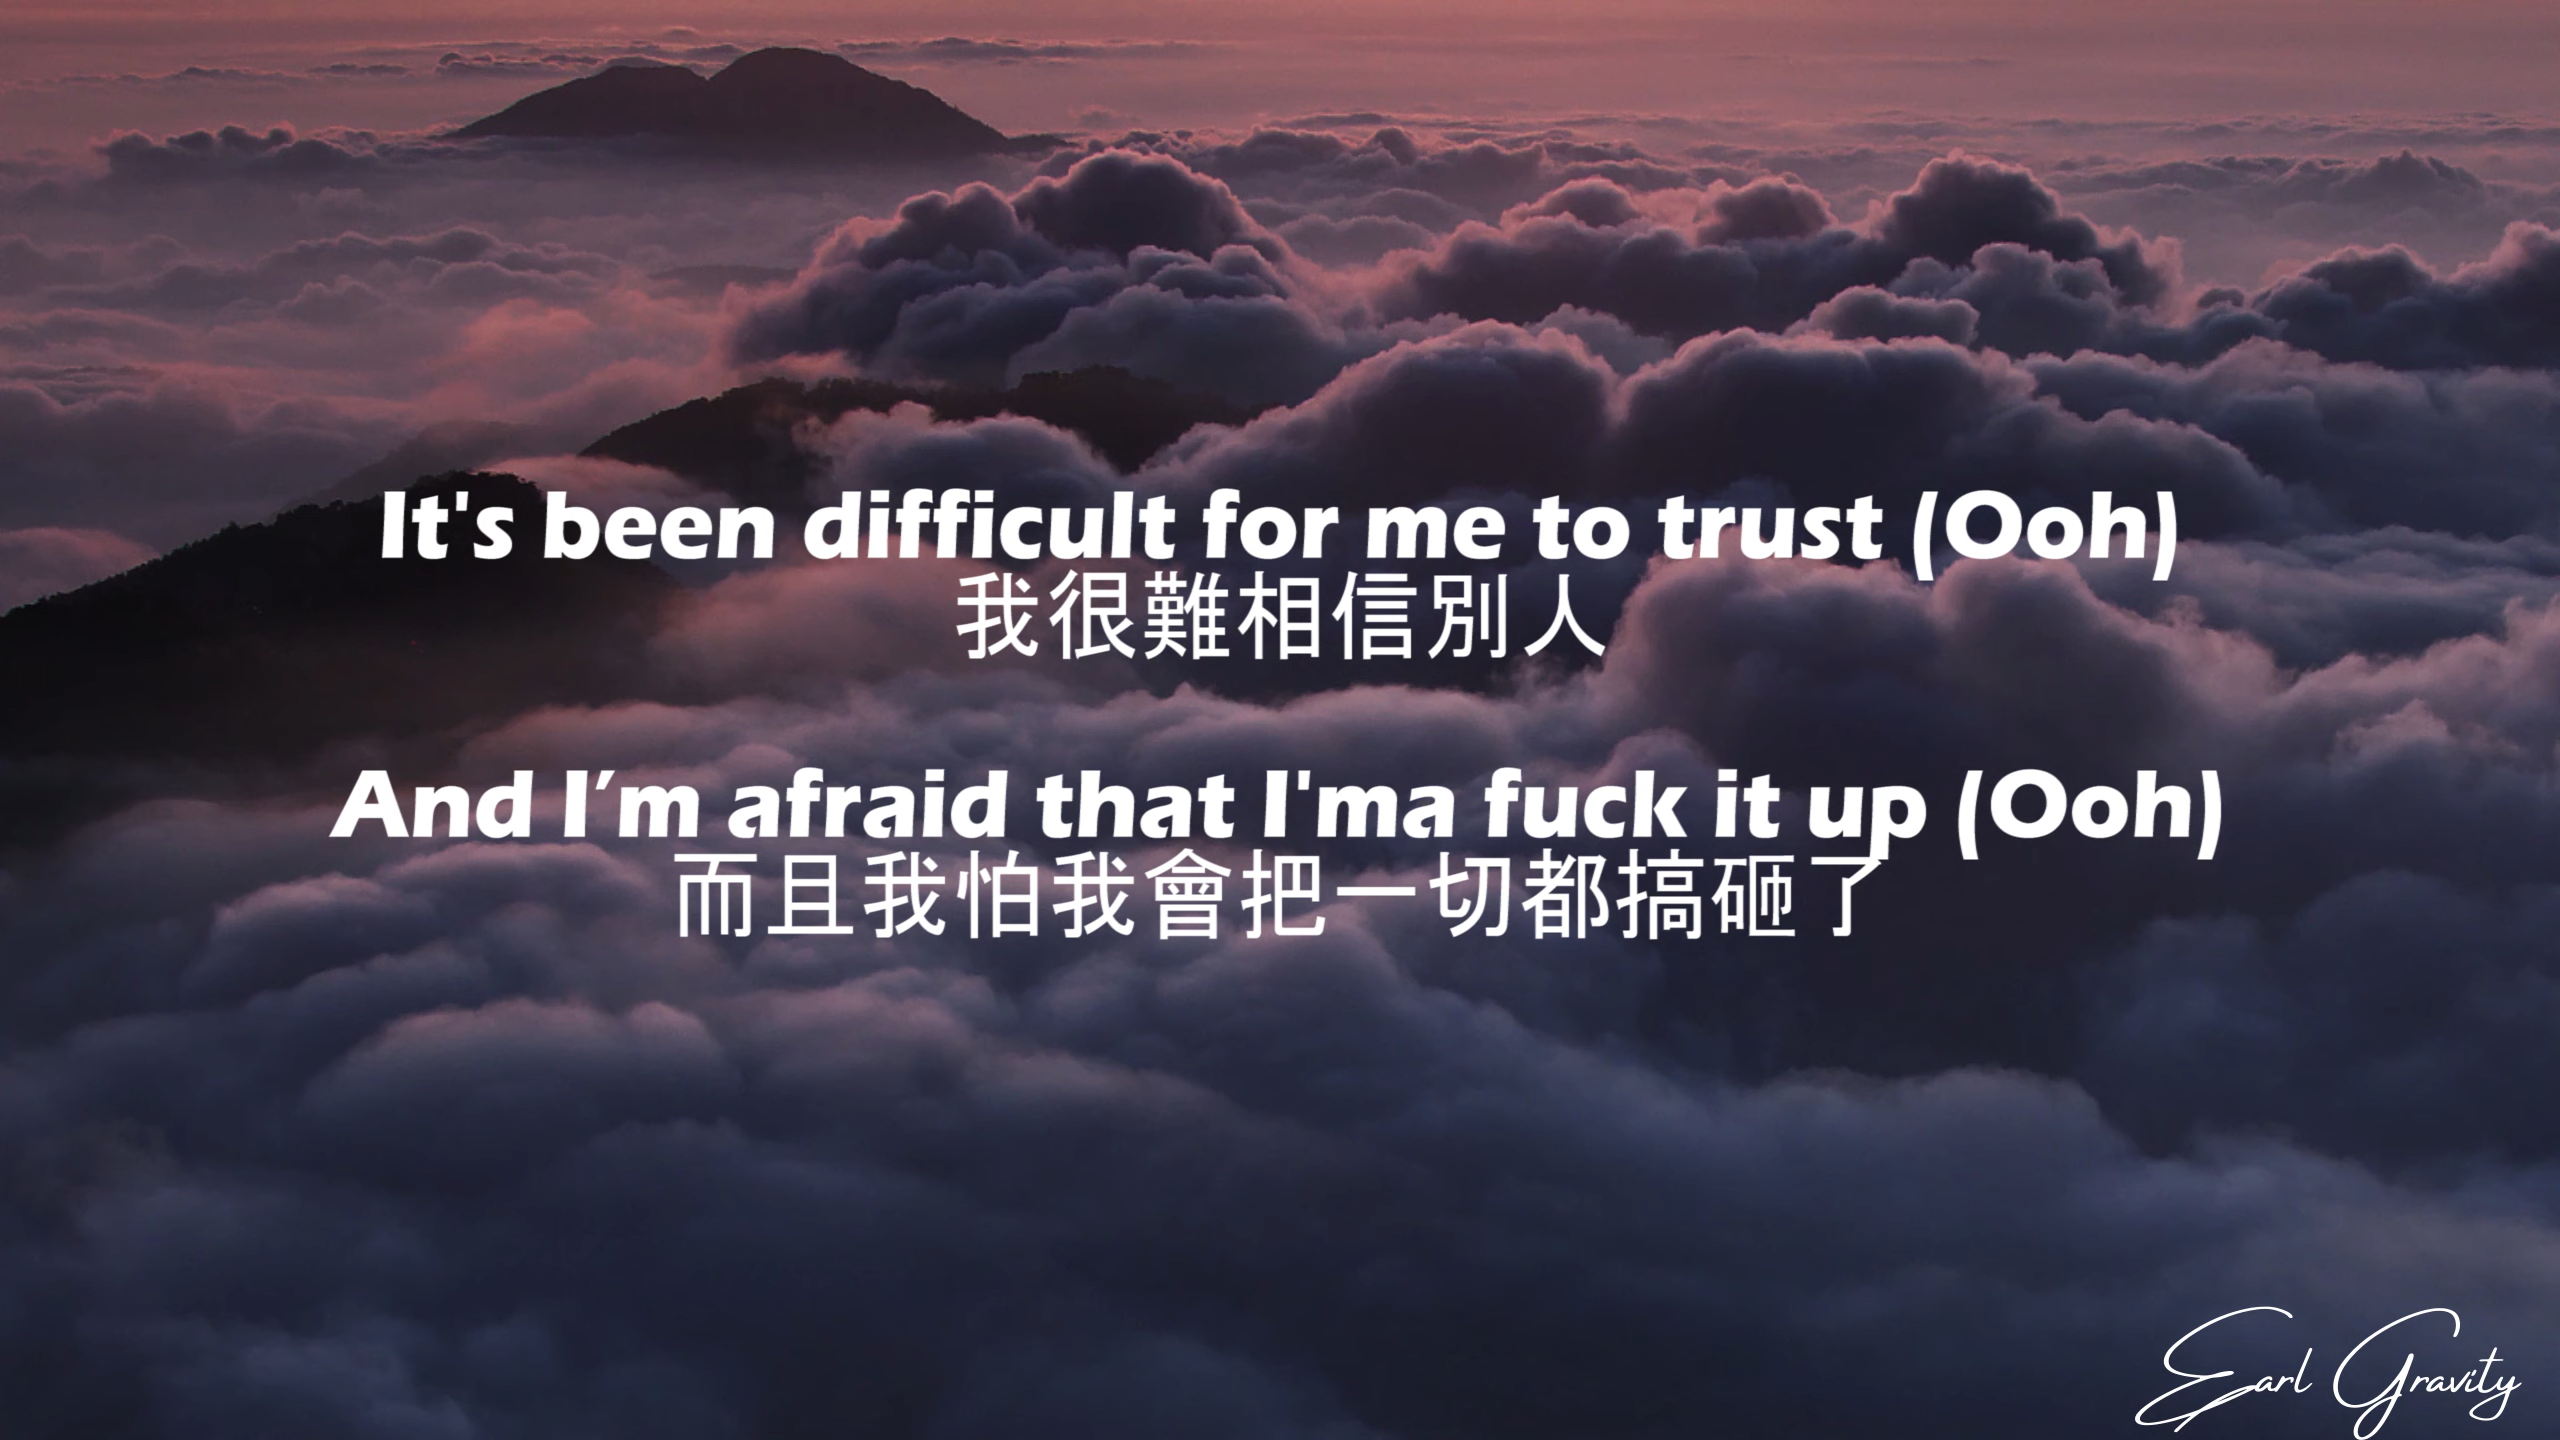 It's been difficult for me to trust (Ooh)
我很難相信別人
And I’m afraid that I'ma fuck it up (Ooh)
而且我怕我會把一切都搞砸了
Earl Gravity